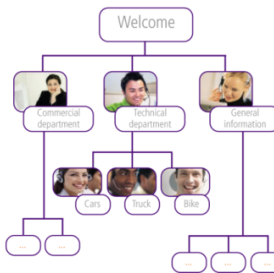 Welcome
Commercial
department
Technical
department
General
information
Cars
Truck
Bike
...
...
...
...
...